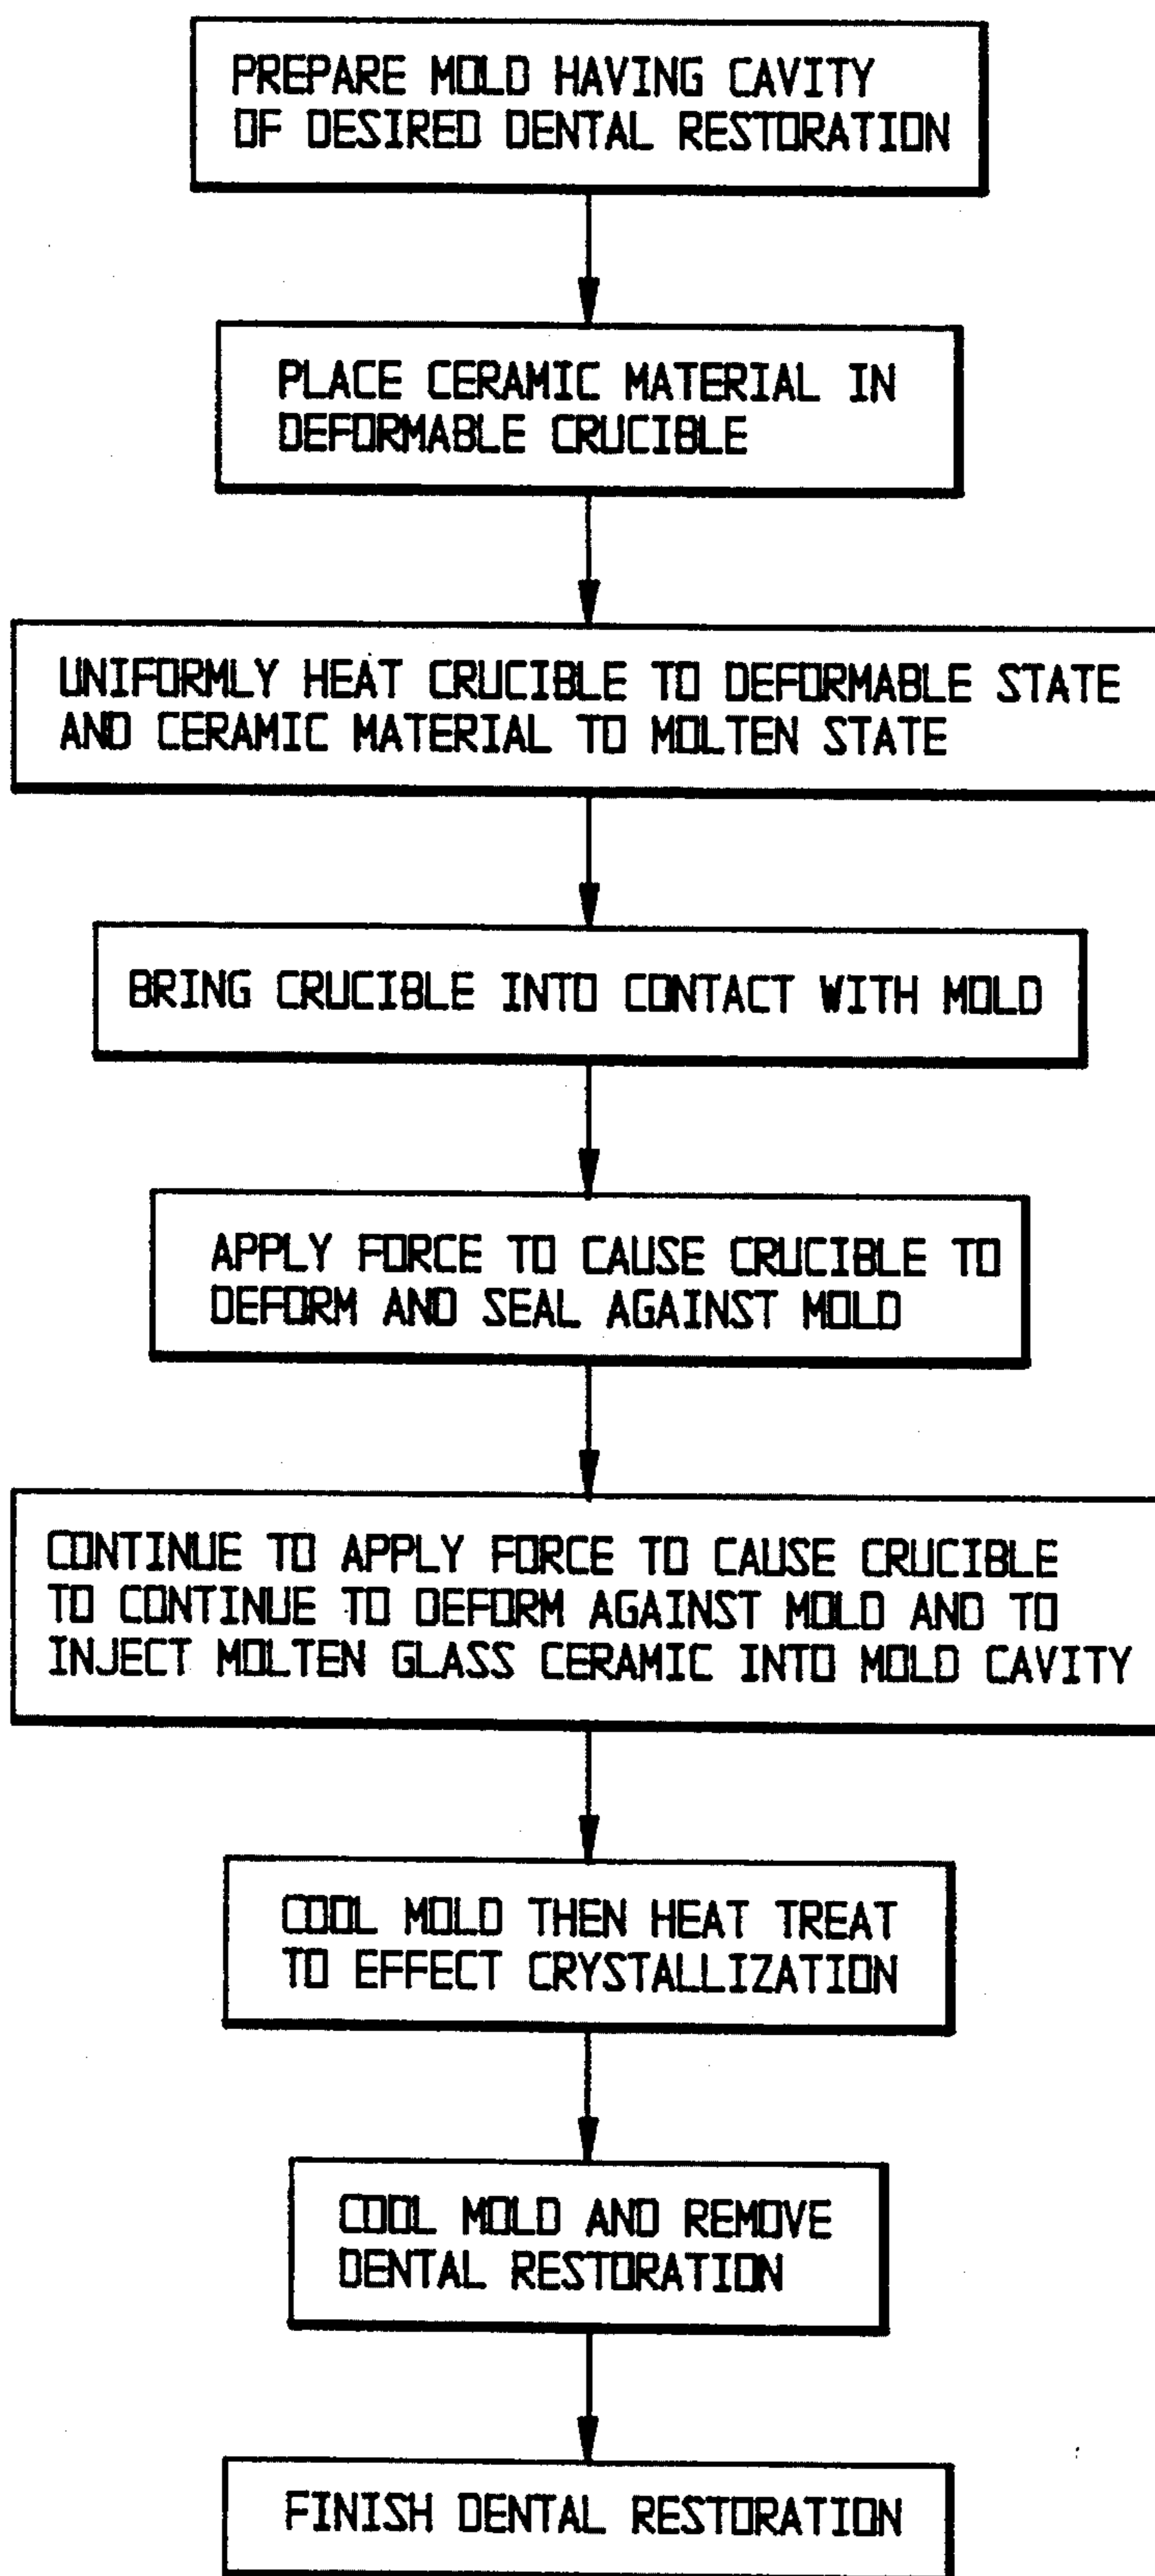 PREPARE MOLD HAVING CAVITY
OF DESIRED DENTAL RESTORATION
PLACE CERAMIC MATERIAL IN
DEFORMABLE CRUCIBLE
UNIFORMLY HEAT CRUCIBLE TO DEFORMABLE STATE
AND CERAMIC MATERIAL TO MOLTEN STATE
BRING CRUCIBLE INTO CONTACT WITH MOLD
APPLY FORCE TO CAUSE CRUCIBLE TO
DEFORM AND SEAL AGAINST MOLD
CONTINUE TO APPLY FORCE TO CAUSE CRUCIBLE
TO CONTINUE TO DEFORM AGAINST MOLD AND TO
INJECT MOLTEN GLASS CERAMIC INTO MOLD CAVITY
COOL MOLD THEN HEAT TREAT
TO EFFECT CRYSTALLIZATION
COOL MOLD AND REMOVE
DENTAL RESTORATION
FINISH DENTAL RESTORATION